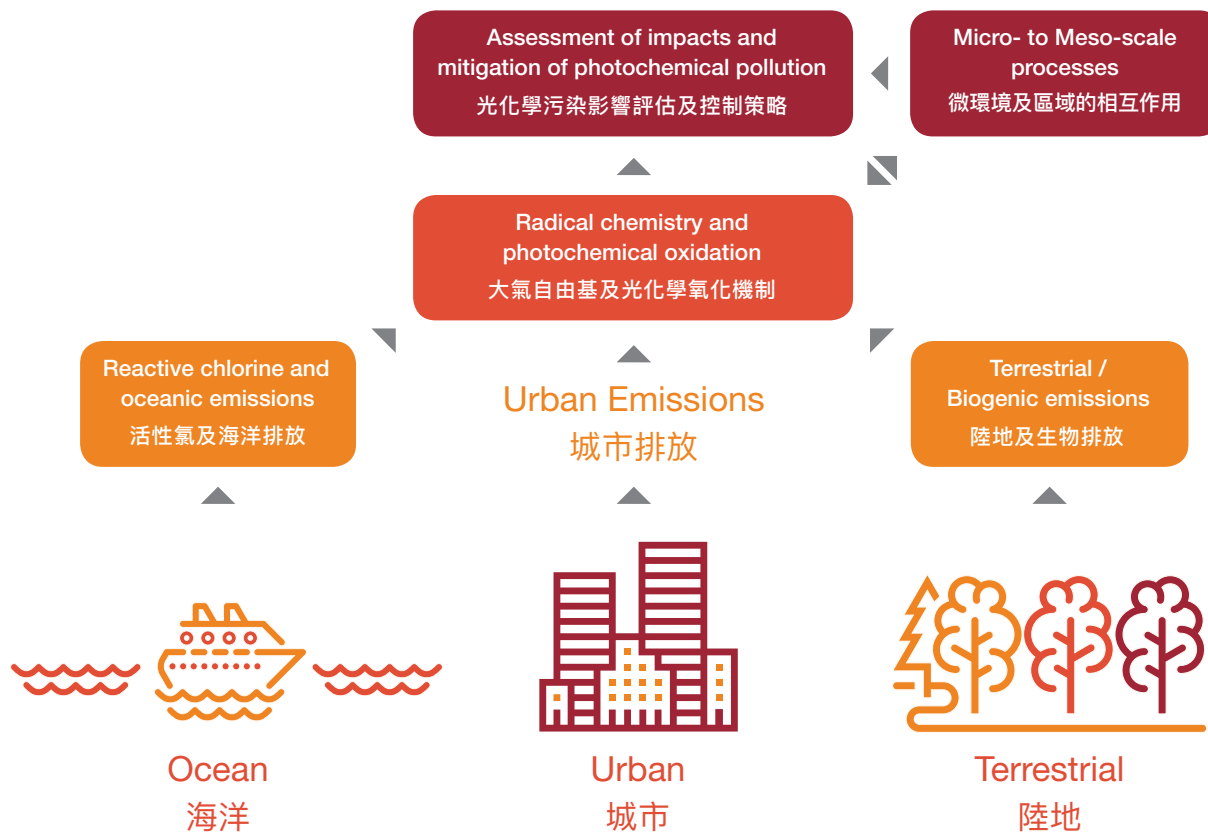 Assessment of impacts and
mitigation of photochemical pollution
光化學污染影響評估及控制策略
Micro- to Meso-scale
processes
微環境及區域的相互作用
Radical chemistry and
photochemical oxidation
大氣自由基及光化學氧化機制
Reactive chlorine and
oceanic emissions
活性氯及海洋排放
Urban Emissions
城市排放
Terrestrial /
Biogenic emissions
陸地及生物排放
Ocean
海洋
Urban
城市
Terrestrial
陸地